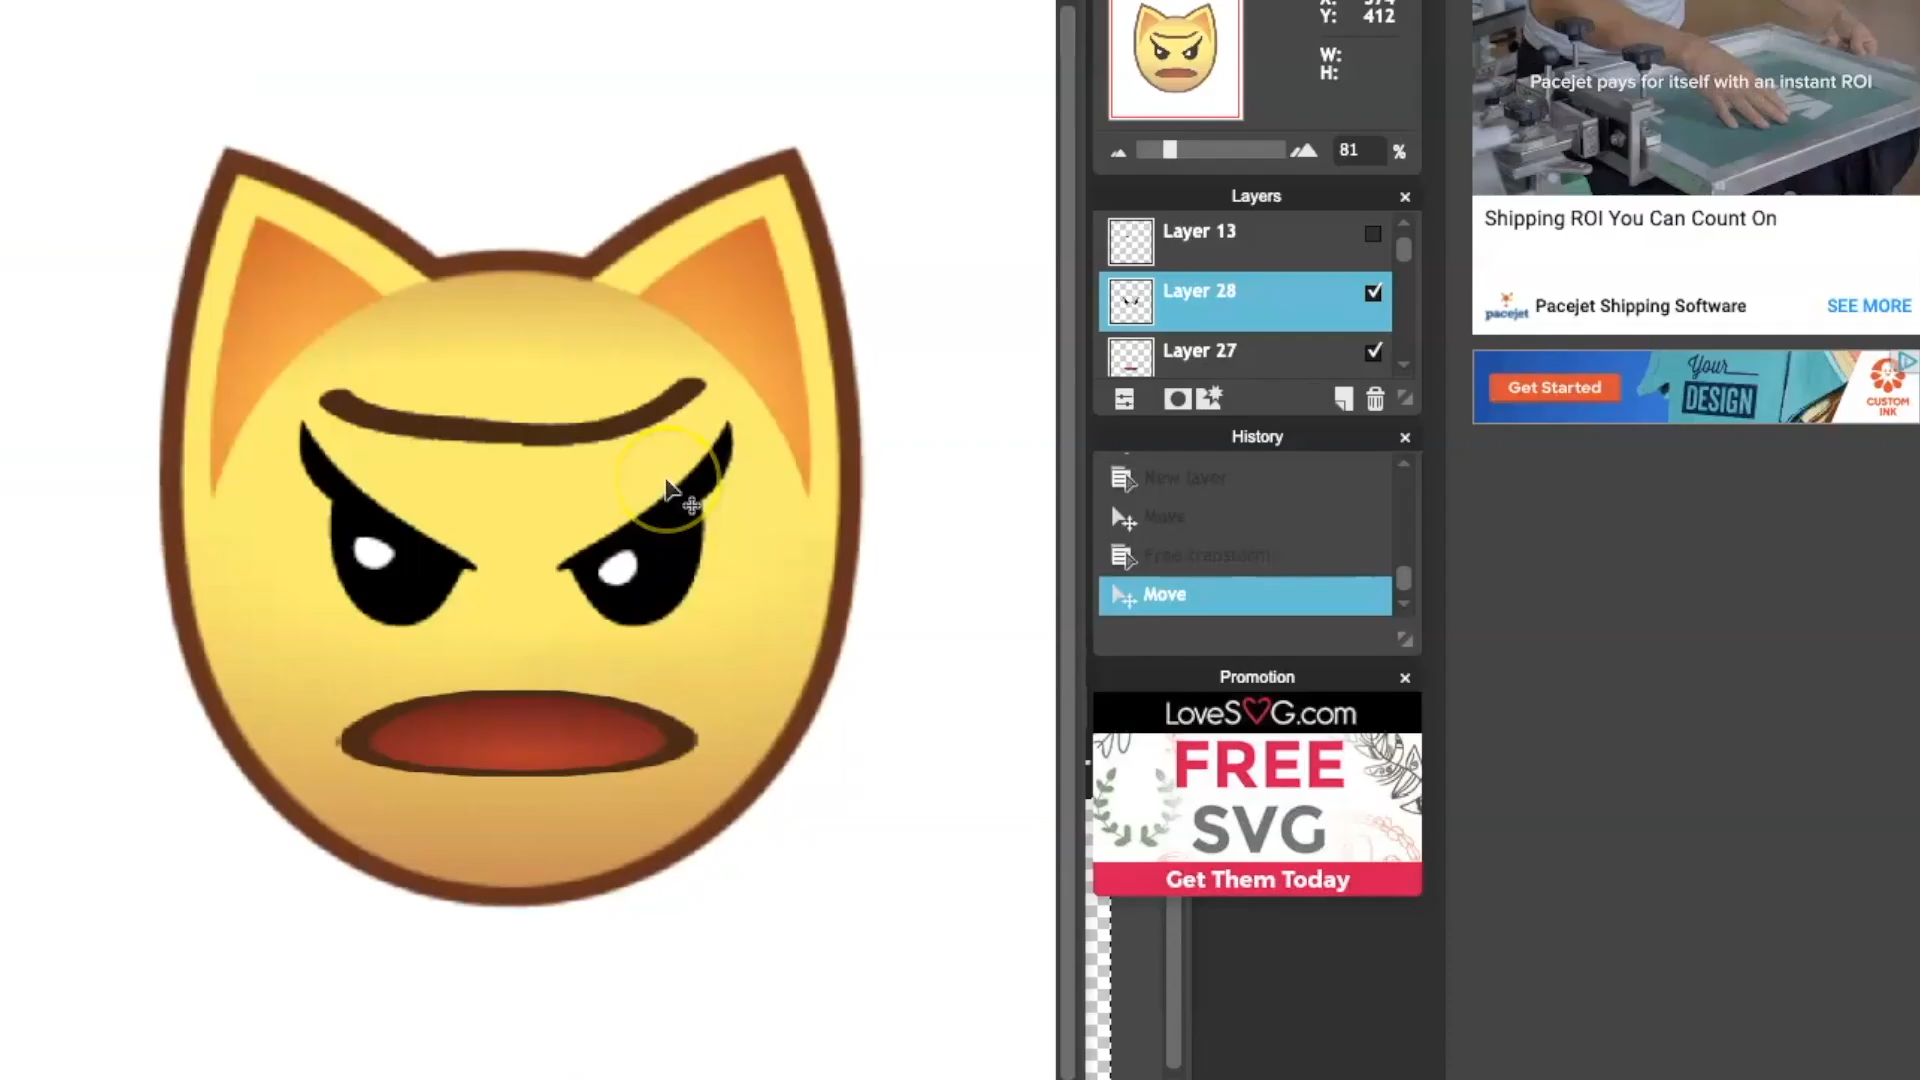 Y: 412
W:
H:
81 %
Layers
Layer 13
Layer 28
Layer 27
History
New layer
Move
Free transform
Move
Promotion
LoveSVG.com
FREE
SVG
Get Them Today
Pacejet pays for itself with an instant ROI
Shipping ROI You Can Count On
pacejet
Pacejet Shipping Software
SEE MORE
Get Started
Your
DESIGN
CUSTOM
INK